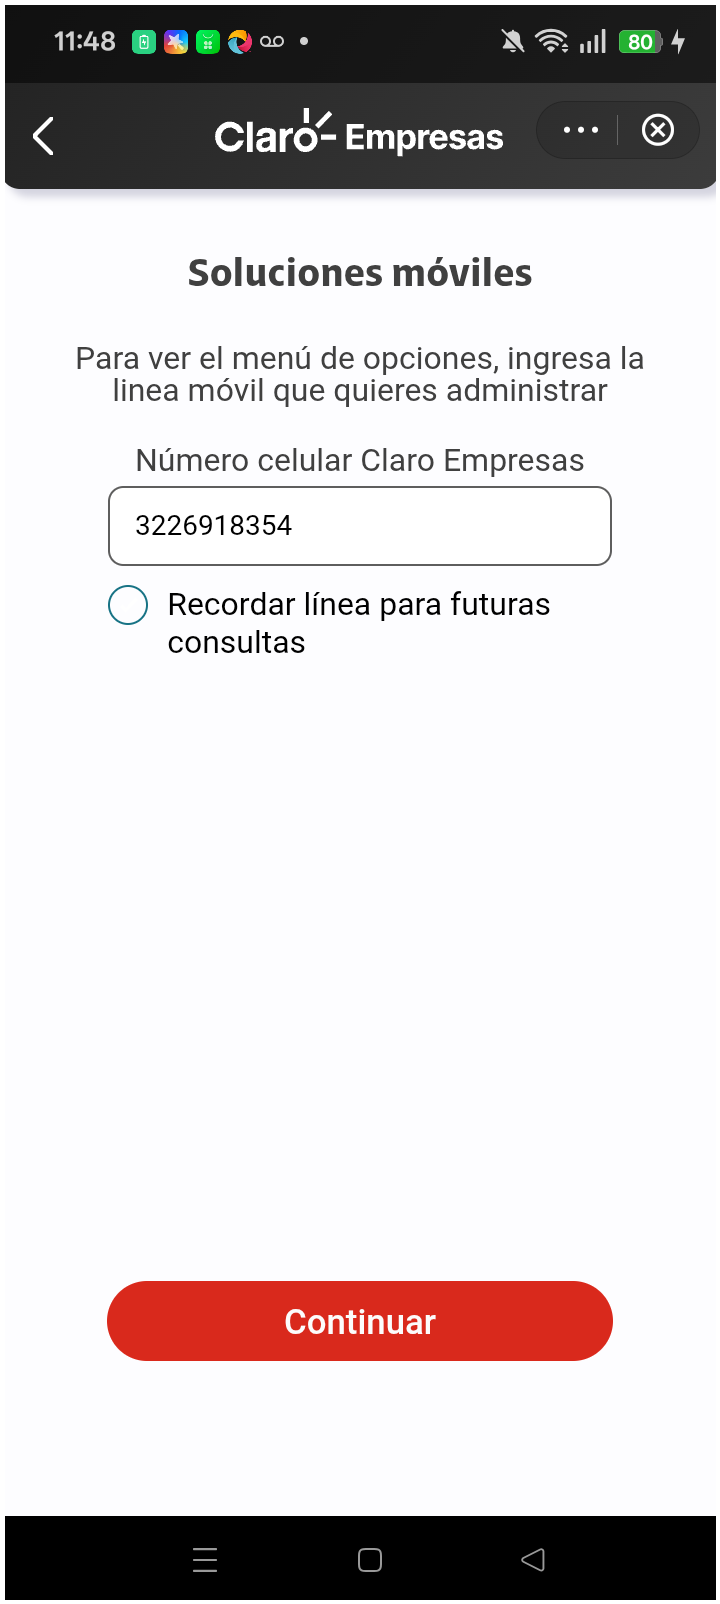 11:48
80
Claro Empresas
Soluciones móviles
Para ver el menú de opciones, ingresa la
linea móvil que quieres administrar
Número celular Claro Empresas
3226918354
Recordar línea para futuras
consultas
Continuar